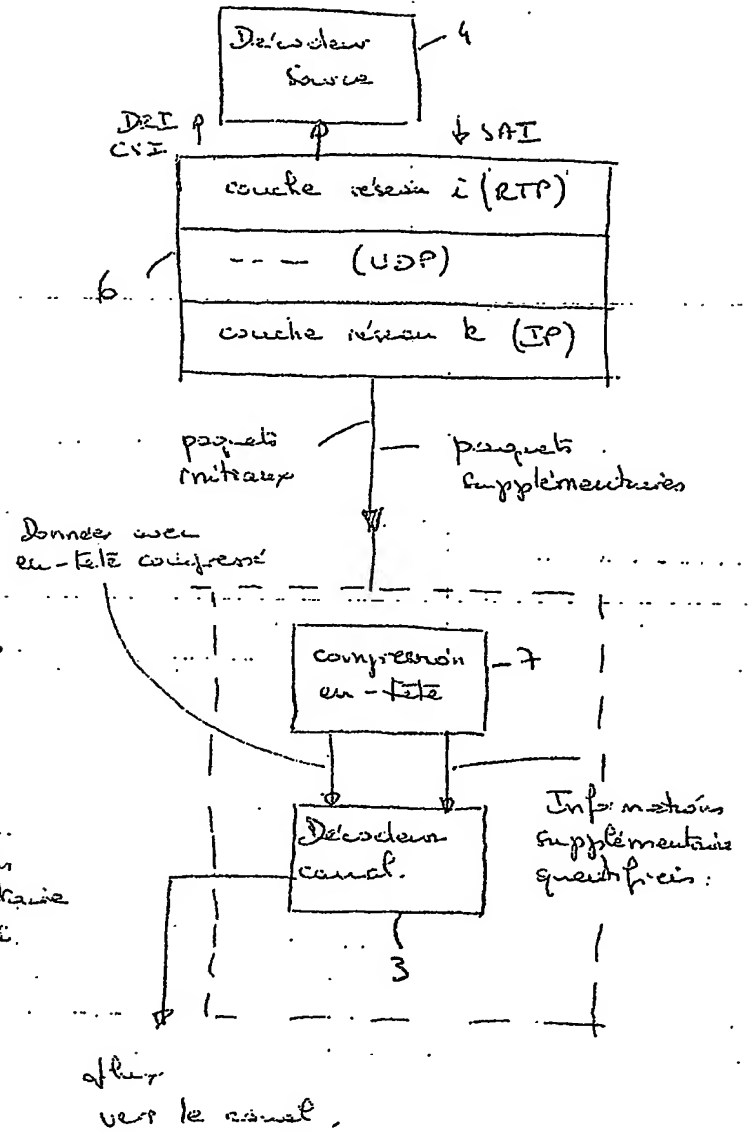 Décodeur
Source
4
DRI
CSI
SAI
couche réseau i (RTP)
--- (UDP)
6
couche réseau k (IP)
paquets
initiaux
paquets
supplémentaires
Données avec
en-tête compressé
compression
en-tête
7
Décodeur
canal.
Informations
supplémentaires
quantifiées :
3
flux
vers le canal.